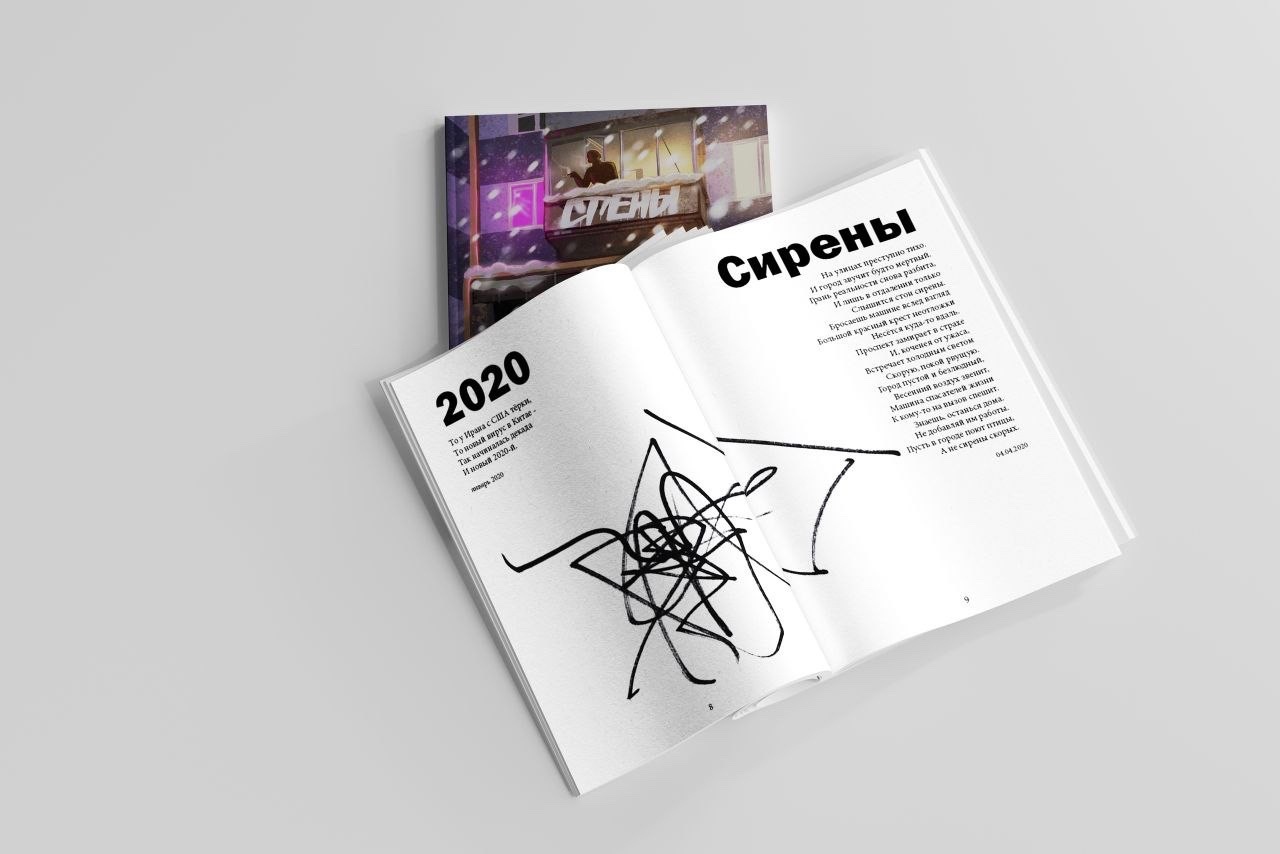 СТЕНЫ
2020
То у Ирана с США тёрки,
То новый вирус в Китае -
Так начиналась декада
И новый 2020-й.
январь 2020
8
Сирены
На улицах преступно тихо,
И город звучит будто мёртвый.
Грань реальности снова разбита,
И лишь в отдалении только
Слышится стон сирены.
Бросаешь машине вслед взгляд
Большой красный крест неотложки
Несётся куда-то вдаль.
Проспект замирает в страхе
И, коченея от ужаса,
Встречает холодным светом
Скорую, покой рвущую.
Город пустой и безлюдный,
Весенний воздух звенит,
Машина спасателей жизни
К кому-то на вызов спешит.
Знаешь, останься дома.
Не добавляй им работы,
Пусть в городе поют птицы,
А не сирены скорых.
04.04.2020
9